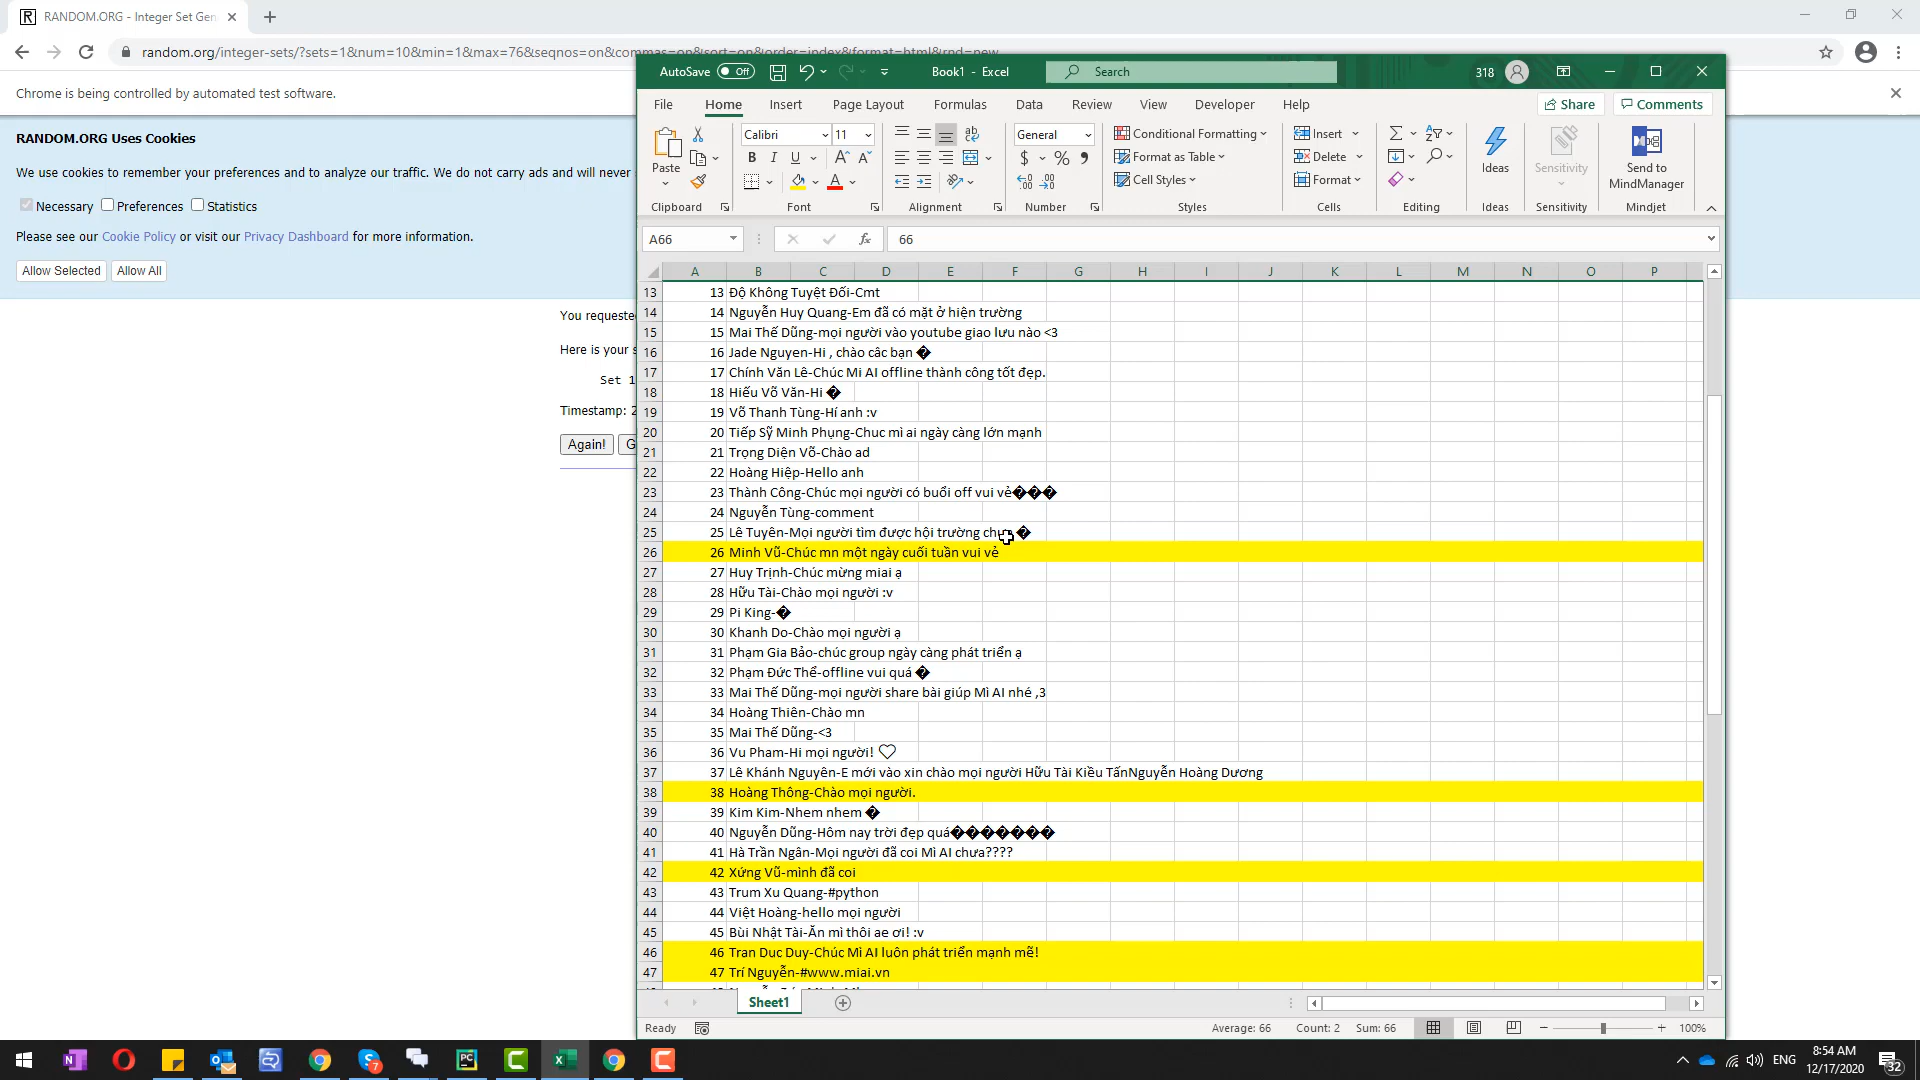 RANDOM.ORG - Integer Set Gen
random.org/integer-sets/?sets=1&num=10&min=1&max=76&seqnos=on&commas=on&sort=on&order=index&format=html&rnd=new
Chrome is being controlled by automated test software.
RANDOM.ORG Uses Cookies
We use cookies to remember your preferences and to analyze our traffic. We do not carry ads and will never
Necessary Preferences Statistics
Please see our Cookie Policy or visit our Privacy Dashboard for more information.
Allow Selected Allow All
You requested
Here is your s
Set 1
Timestamp: 2
Again! G
AutoSave Off Book1 - Excel Search 318
File Home Insert Page Layout Formulas Data Review View Developer Help Share Comments
Paste Calibri 11 General Conditional Formatting Insert Ideas Sensitivity Send to MindManager
B I U Format as Table Delete
Cell Styles Format
Clipboard Font Alignment Number Styles Cells Editing Ideas Sensitivity Mindjet
A66 fx 66
A B C D E F G H I J K L M N O P
13 13 Độ Không Tuyệt Đối-Cmt
14 14 Nguyễn Huy Quang-Em đã có mặt ở hiện trường
15 15 Mai Thế Dũng-mọi người vào youtube giao lưu nào <3
16 16 Jade Nguyen-Hi , chào các bạn �
17 17 Chính Văn Lê-Chúc Mi AI offline thành công tốt đẹp.
18 18 Hiếu Võ Văn-Hi �
19 19 Võ Thanh Tùng-Hí anh :v
20 20 Tiếp Sỹ Minh Phụng-Chuc mì ai ngày càng lớn mạnh
21 21 Trọng Diện Võ-Chào ad
22 22 Hoàng Hiệp-Hello anh
23 23 Thành Công-Chúc mọi người có buổi off vui vẻ���
24 24 Nguyễn Tùng-comment
25 25 Lê Tuyên-Mọi người tìm được hội trường �
26 26 Minh Vũ-Chúc mn một ngày cuối tuần vui vẻ
27 27 Huy Trịnh-Chúc mừng miai ạ
28 28 Hữu Tài-Chào mọi người :v
29 29 Pi King-�
30 30 Khanh Do-Chào mọi người ạ
31 31 Phạm Gia Bảo-chúc group ngày càng phát triển ạ
32 32 Phạm Đức Thể-offline vui quá �
33 33 Mai Thế Dũng-mọi người share bài giúp Mì AI nhé ,3
34 34 Hoàng Thiên-Chào mn
35 35 Mai Thế Dũng-<3
36 36 Vu Pham-Hi mọi người! ♡
37 37 Lê Khánh Nguyên-E mới vào xin chào mọi người Hữu Tài Kiều TấnNguyễn Hoàng Dương
38 38 Hoàng Thông-Chào mọi người.
39 39 Kim Kim-Nhem nhem �
40 40 Nguyễn Dũng-Hôm nay trời đẹp quá�������
41 41 Hà Trần Ngân-Mọi người đã coi Mì AI chưa????
42 42 Xứng Vũ-mình đã coi
43 43 Trum Xu Quang-#python
44 44 Việt Hoàng-hello mọi người
45 45 Bùi Nhật Tài-Ăn mì thôi ae ơi! :v
46 46 Tran Duc Duy-Chúc Mì AI luôn phát triển mạnh mẽ!
47 47 Trí Nguyễn-#www.miai.vn
Sheet1
Ready Average: 66 Count: 2 Sum: 66 100%
ENG 8:54 AM
12/17/2020 32